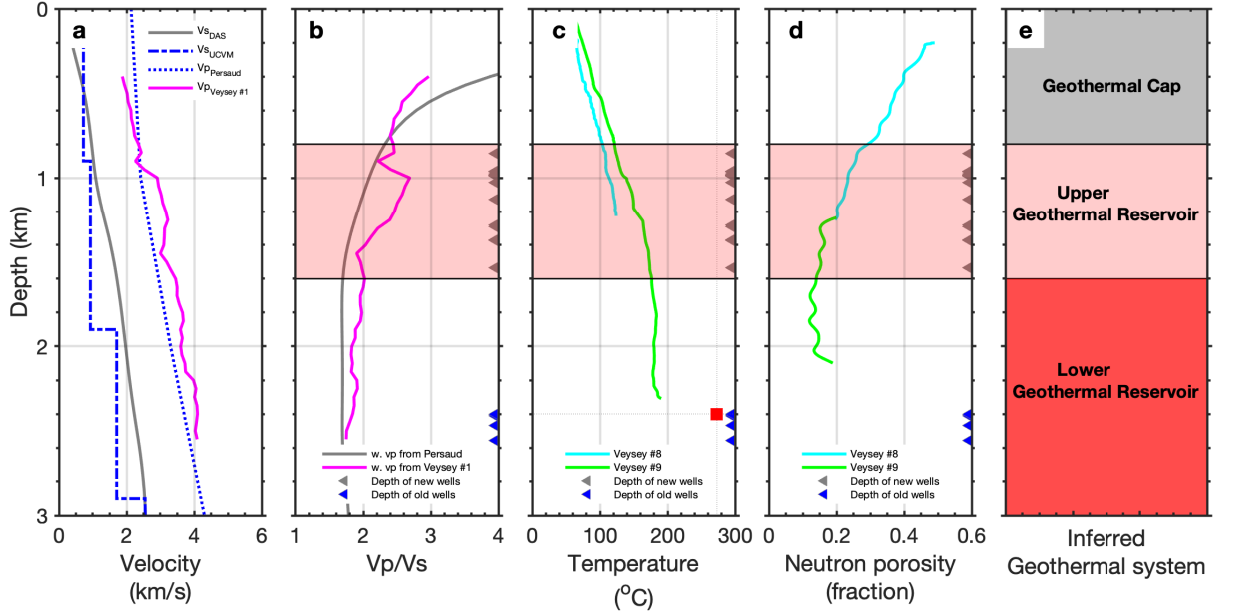 a
b
c
d
e
Vs_DAS
Vs_UCVM
Vp_Persaud
Vp_Veysey #1
0
1
2
3
Depth (km)
0 2 4 6
Velocity
(km/s)
w. vp from Persaud
w. vp from Veysey #1
Depth of new wells
Depth of old wells
1 2 3 4
Vp/Vs
Veysey #8
Veysey #9
Depth of new wells
Depth of old wells
0 100 200 300
Temperature
(°C)
Veysey #8
Veysey #9
Depth of new wells
Depth of old wells
0 0.2 0.4 0.6
Neutron porosity
(fraction)
Geothermal Cap
Upper
Geothermal Reservoir
Lower
Geothermal Reservoir
Inferred
Geothermal system